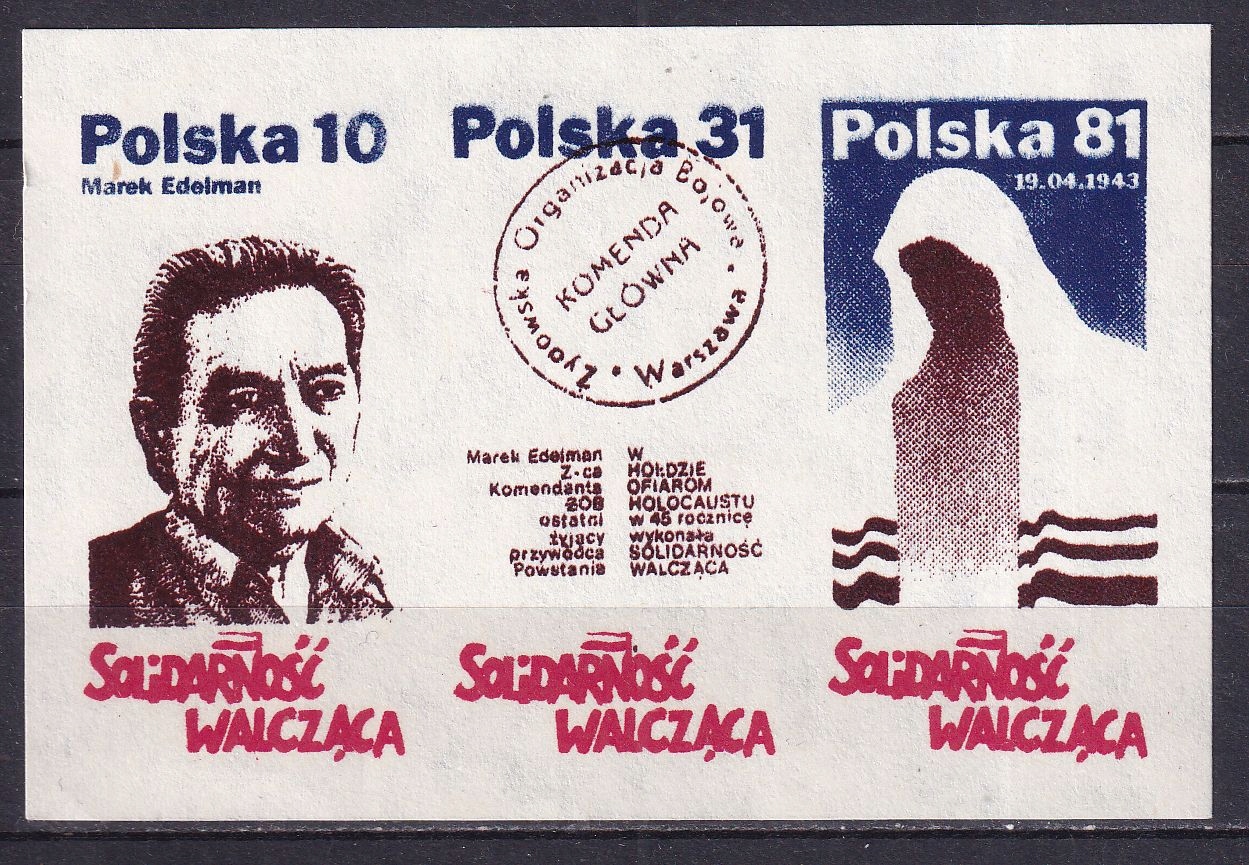 Polska 10
Marek Edelman
SOLiDARNOŚĆ
WALCZĄCA
Polska 31
Żydowska Organizacja Bojowa • Warszawa •
KOMENDA
GŁÓWNA
Marek Edelman
Z-ca
Komendanta
ŻOB
ostatni
żyjący
przywódca
Powstania
W
HOŁDZIE
OFIAROM
HOLOCAUSTU
w 45 rocznicę
wykonała
SOLIDARNOŚĆ
WALCZĄCA
SOLiDARNOŚĆ
WALCZĄCA
Polska 81
19.04.1943
SOLiDARNOŚĆ
WALCZĄCA